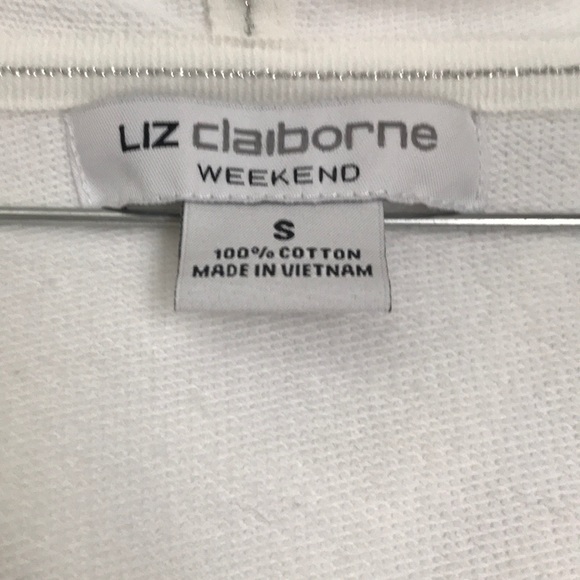 LIZ claiborne
WEEKEND
S
100% COTTON
MADE IN VIETNAM